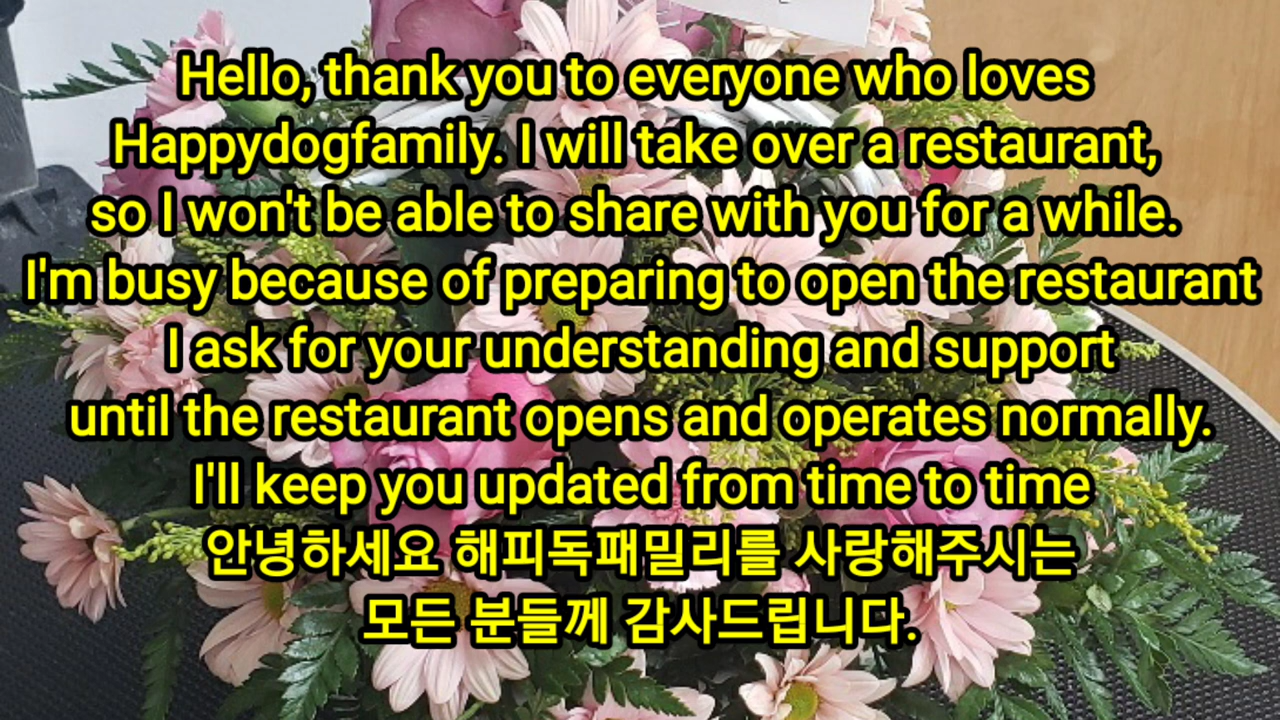 Hello, thank you to everyone who loves
Happydogfamily. I will take over a restaurant,
so I won't be able to share with you for a while.
I'm busy because of preparing to open the restaurant
I ask for your understanding and support
until the restaurant opens and operates normally.
I'll keep you updated from time to time
안녕하세요 해피독패밀리를 사랑해주시는
모든 분들께 감사드립니다.